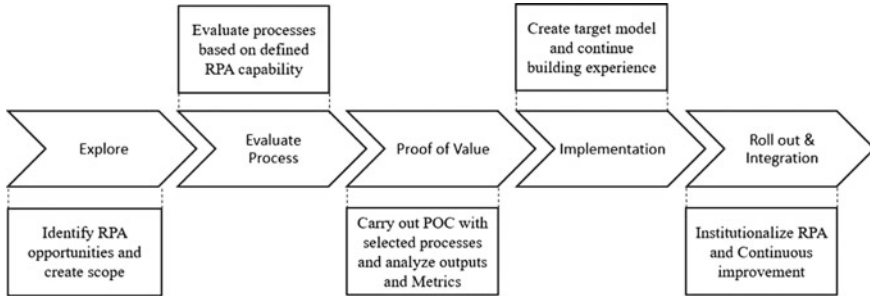 Evaluate processes
based on defined
RPA capability
Create target model
and continue
building experience
Explore
Evaluate
Process
Proof of Value
Implementation
Roll out &
Integration
Identify RPA
opportunities and
create scope
Carry out POC with
selected processes
and analyze outputs
and Metrics
Institutionalize RPA
and Continuous
improvement